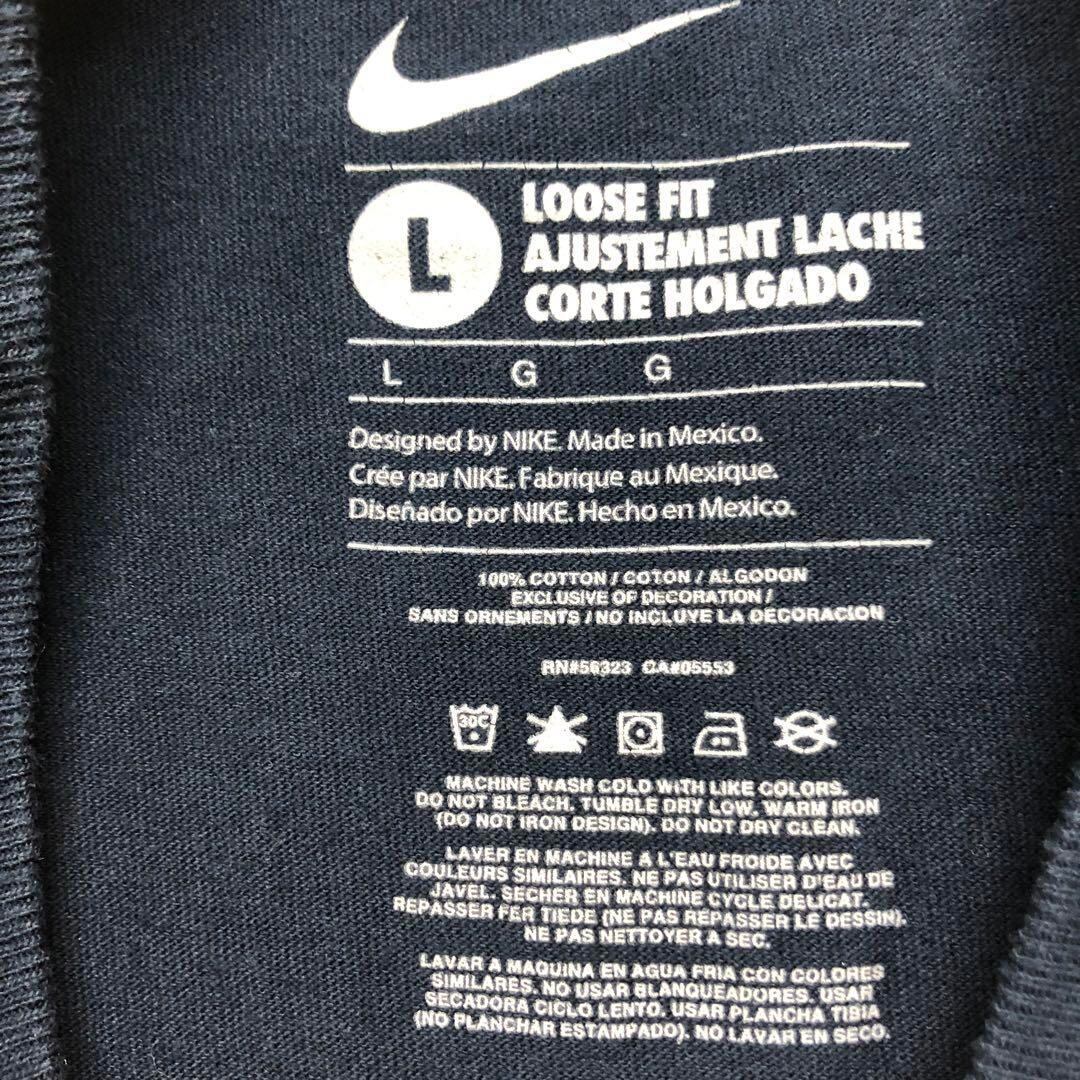 L LOOSE FIT
AJUSTEMENT LACHE
CORTE HOLGADO
L G G
Designed by NIKE. Made in Mexico.
Crée par NIKE. Fabrique au Mexique.
Diseñado por NIKE. Hecho en Mexico.
100% COTTON / COTON / ALGODON
EXCLUSIVE OF DECORATION /
SANS ORNEMENTS / NO INCLUYE LA DECORACION
RN#56323 CA#05553
30C
MACHINE WASH COLD WITH LIKE COLORS.
DO NOT BLEACH. TUMBLE DRY LOW. WARM IRON
(DO NOT IRON DESIGN). DO NOT DRY CLEAN.
LAVER EN MACHINE A L'EAU FROIDE AVEC
COULEURS SIMILAIRES. NE PAS UTILISER D'EAU DE
JAVEL. SECHER EN MACHINE CYCLE DELICAT.
REPASSER FER TIEDE (NE PAS REPASSER LE DESSIN).
NE PAS NETTOYER A SEC.
LAVAR A MAQUINA EN AGUA FRIA CON COLORES
SIMILARES. NO USAR BLANQUEADORES. USAR
SECADORA CICLO LENTO. USAR PLANCHA TIBIA
(NO PLANCHAR ESTAMPADO). NO LAVAR EN SECO.